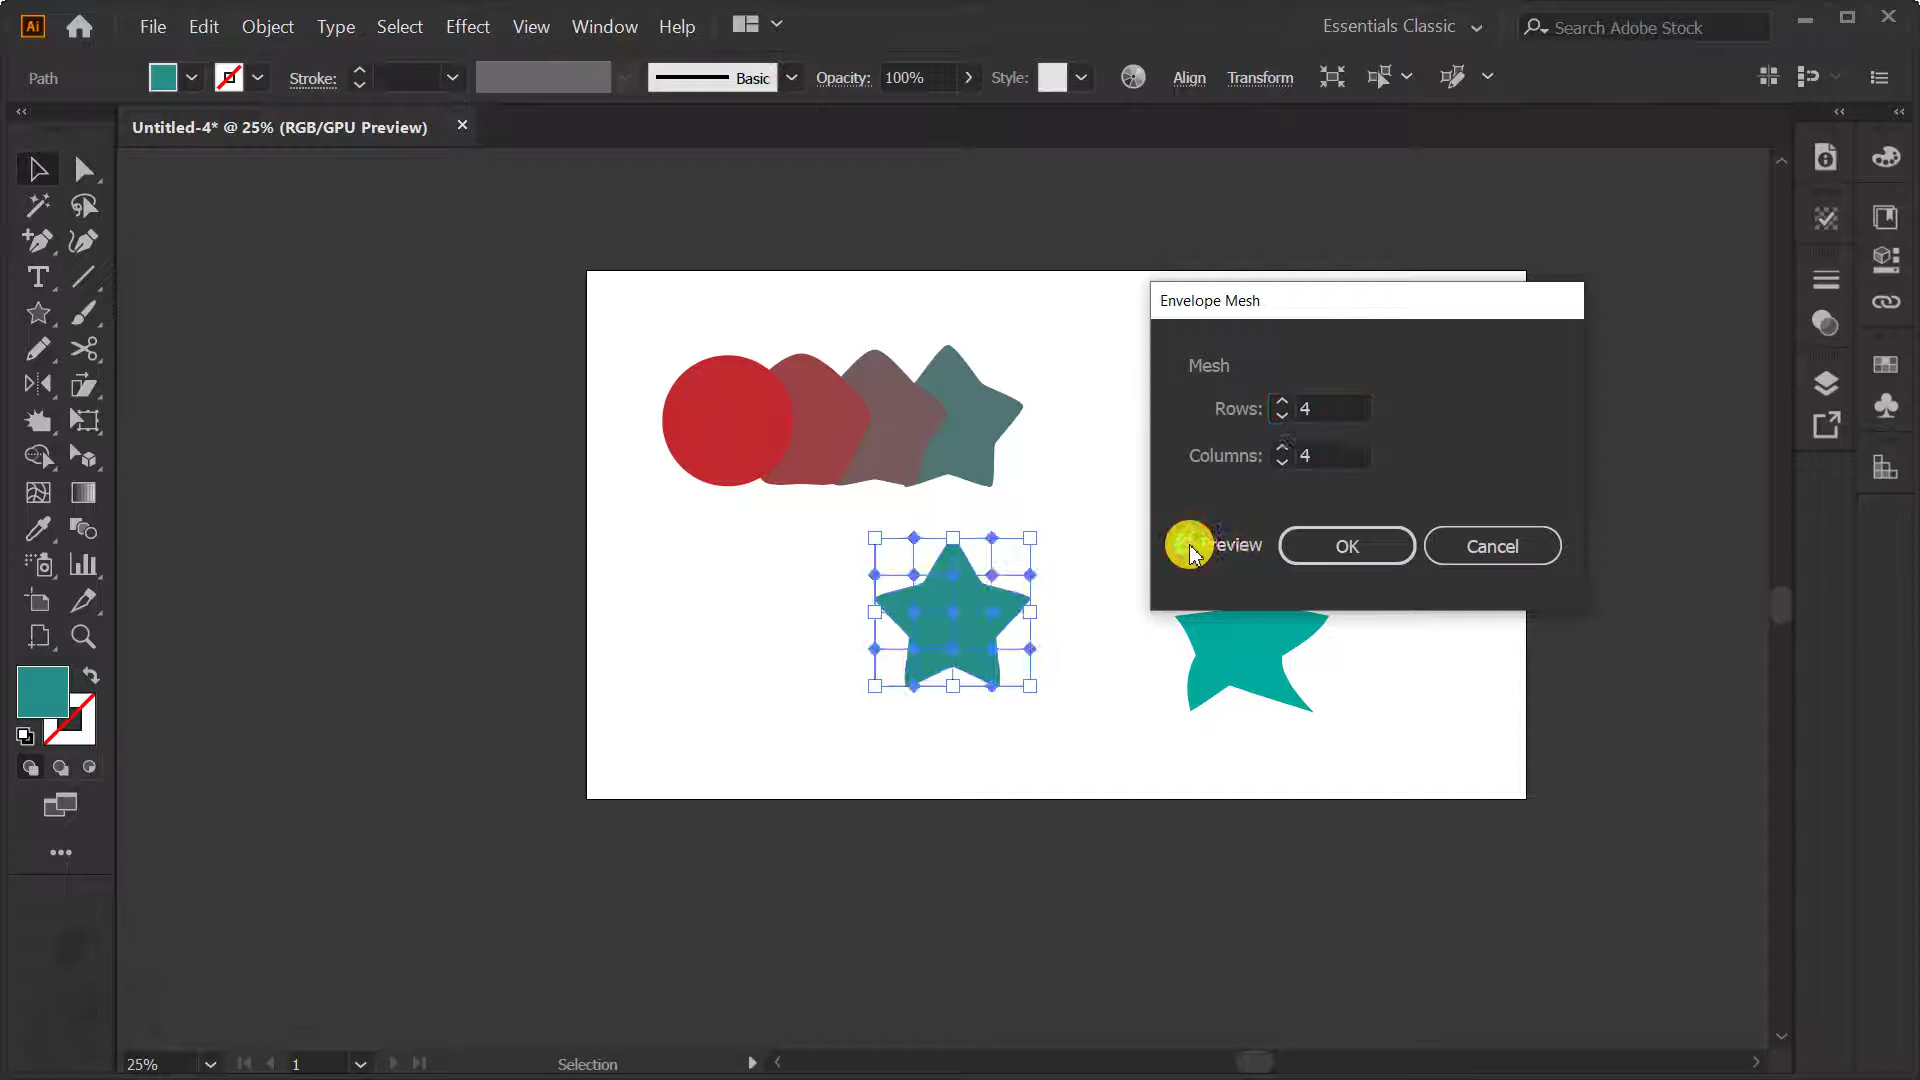 Ai File Edit Object Type Select Effect View Window Help Essentials Classic Search Adobe Stock
Path Stroke: Basic Opacity: 100% Style: Align Transform
Untitled-4* @ 25% (RGB/GPU Preview)
Envelope Mesh
Mesh
Rows: 4
Columns: 4
OK Cancel
25% 1 Selection